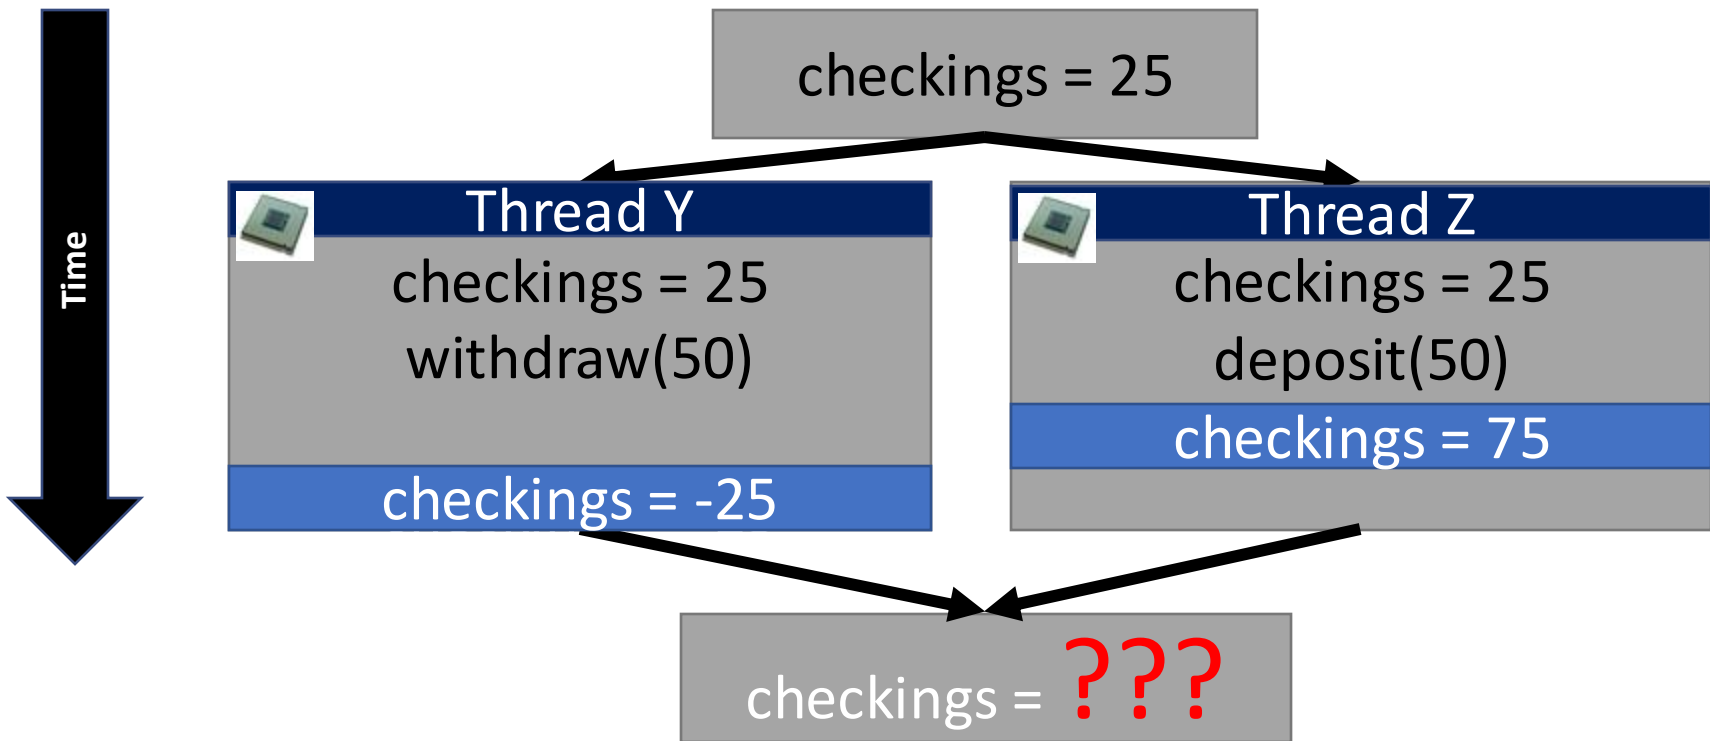 checkings = 25
Time
Thread Y
checkings = 25
withdraw(50)
checkings = -25
Thread Z
checkings = 25
deposit(50)
checkings = 75
checkings = ???